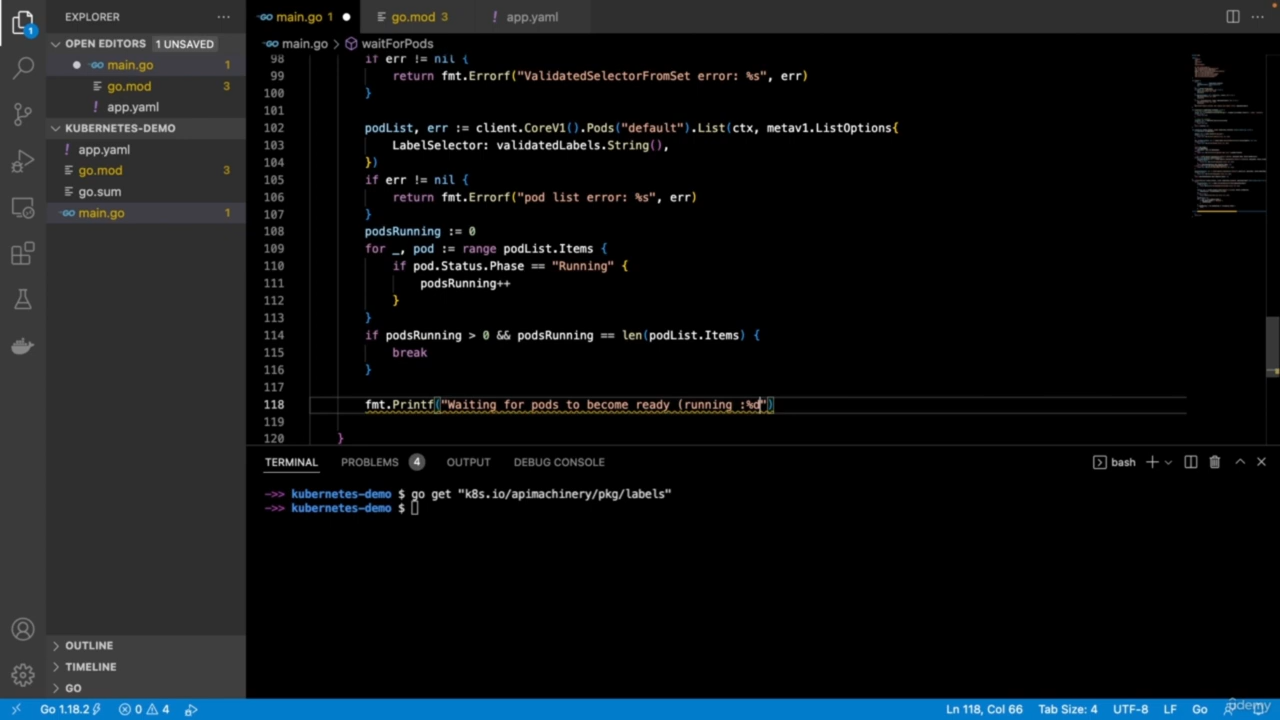 EXPLORER ···
main.go 1 ●
go.mod 3
! app.yaml
OPEN EDITORS 1 UNSAVED
● main.go 1
go.mod 3
! app.yaml
KUBERNETES-DEMO
! app.yaml
go.mod 3
go.sum
main.go 1
OUTLINE
TIMELINE
GO
1
main.go > waitForPods
98 if err != nil {
99 return fmt.Errorf("ValidatedSelectorFromSet error: %s", err)
100 }
101
102 podList, err := client.CoreV1().Pods("default").List(ctx, metav1.ListOptions{
103 LabelSelector: validatedLabels.String(),
104 })
105 if err != nil {
106 return fmt.Errorf("pod list error: %s", err)
107 }
108 podsRunning := 0
109 for _, pod := range podList.Items {
110 if pod.Status.Phase == "Running" {
111 podsRunning++
112 }
113 }
114 if podsRunning > 0 && podsRunning == len(podList.Items) {
115 break
116 }
117
118 fmt.Printf("Waiting for pods to become ready (running :%d")
119
120 }
TERMINAL PROBLEMS 4 OUTPUT DEBUG CONSOLE
bash
->> kubernetes-demo $ go get "k8s.io/apimachinery/pkg/labels"
->> kubernetes-demo $
Go 1.18.2 0 4
Ln 118, Col 66 Tab Size: 4 UTF-8 LF Go
udemy